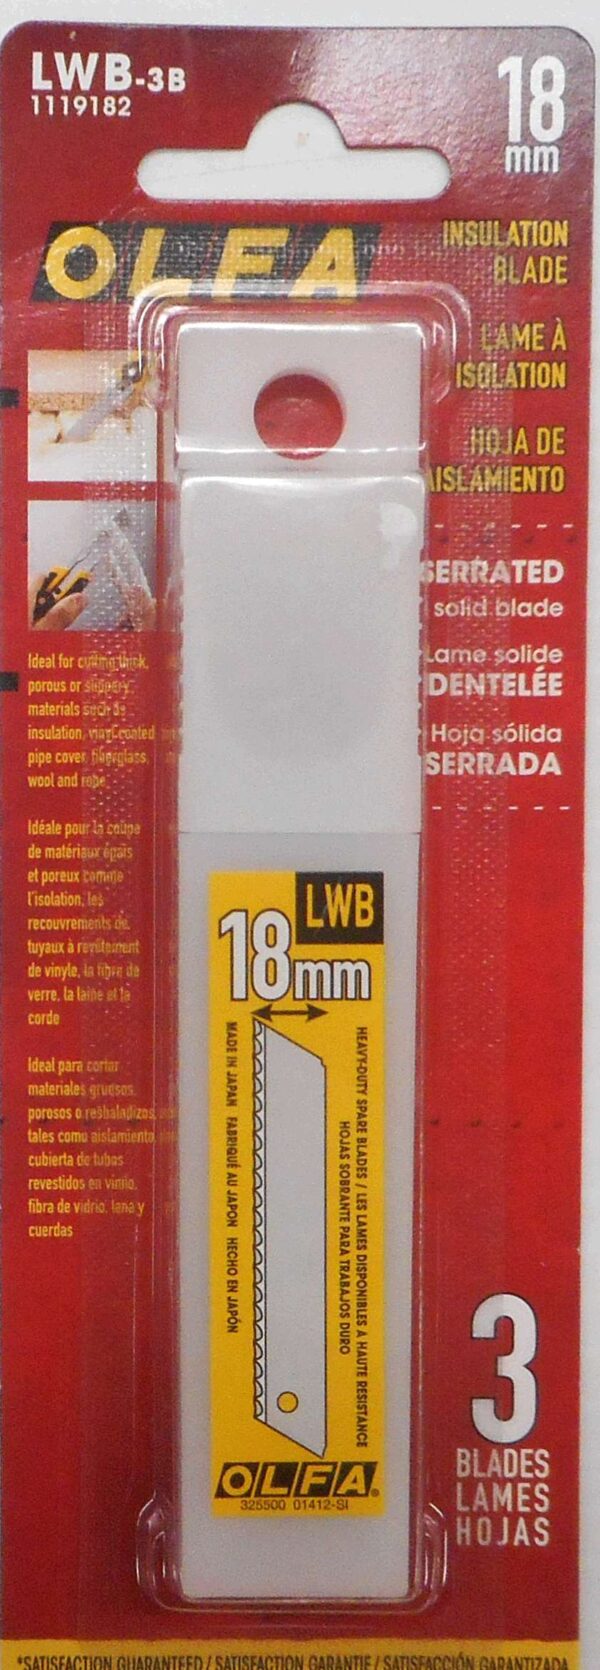 LWB-3B
1119182
18
mm
OLFA
INSULATION
BLADE
LAME À
ISOLATION
HOJA DE
AISLAMIENTO
SERRATED
solid blade
Lame solide
DENTELÉE
Hoja sólida
SERRADA
Ideal for cutting thick,
porous or slippery
materials such as
insulation, vinyl coated
pipe cover, fiberglass,
wool and rope
Idéale pour la coupe
de matériaux épais
et poreux comme
l'isolation, les
recouvrements de
tuyaux à revêtement
de vinyle, la fibre de
verre, la laine et la
corde
Ideal para cortar
materiales gruesos,
porosos o resbaladizos,
tales como aislamiento,
cubierta de tubos
revestidos en vinilo,
fibra de vidrio, lana y
cuerdas
LWB
18mm
MADE IN JAPAN FABRIQUÉ AU JAPON HECHO EN JAPÓN
HEAVY-DUTY SPARE BLADES / LES LAMES DISPONIBLES A HAUTE RESISTANCE
HOJAS SOBRANTE PARA TRABAJOS DURO
OLFA®
325500 01412-SI
3
BLADES
LAMES
HOJAS
*SATISFACTION GUARANTEED / SATISFACTION GARANTIE / SATISFACCIÓN GARANTIZADA